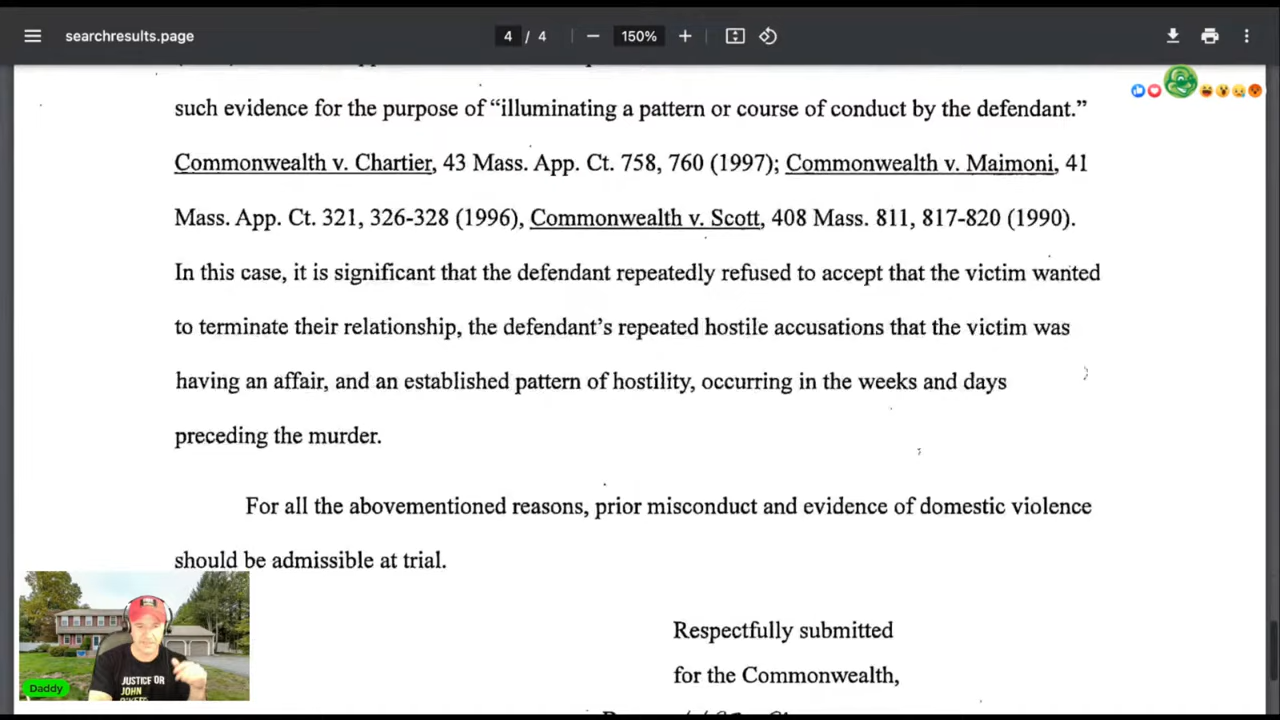 searchresults.page
4 / 4
150%
such evidence for the purpose of “illuminating a pattern or course of conduct by the defendant.”
Commonwealth v. Chartier, 43 Mass. App. Ct. 758, 760 (1997); Commonwealth v. Maimoni, 41
Mass. App. Ct. 321, 326-328 (1996), Commonwealth v. Scott, 408 Mass. 811, 817-820 (1990).
In this case, it is significant that the defendant repeatedly refused to accept that the victim wanted
to terminate their relationship, the defendant’s repeated hostile accusations that the victim was
having an affair, and an established pattern of hostility, occurring in the weeks and days
preceding the murder.
For all the abovementioned reasons, prior misconduct and evidence of domestic violence
should be admissible at trial.
Respectfully submitted
for the Commonwealth,
JUSTICE
JOHN
Daddy